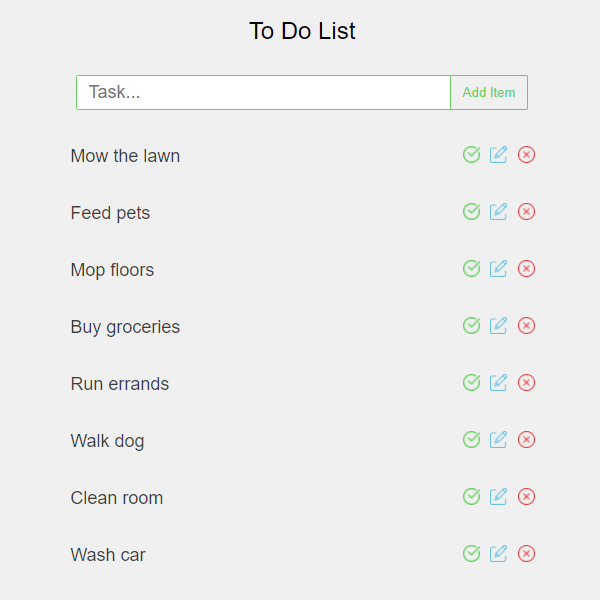 To Do List
Task...
Add Item
Mow the lawn
Feed pets
Mop floors
Buy groceries
Run errands
Walk dog
Clean room
Wash car